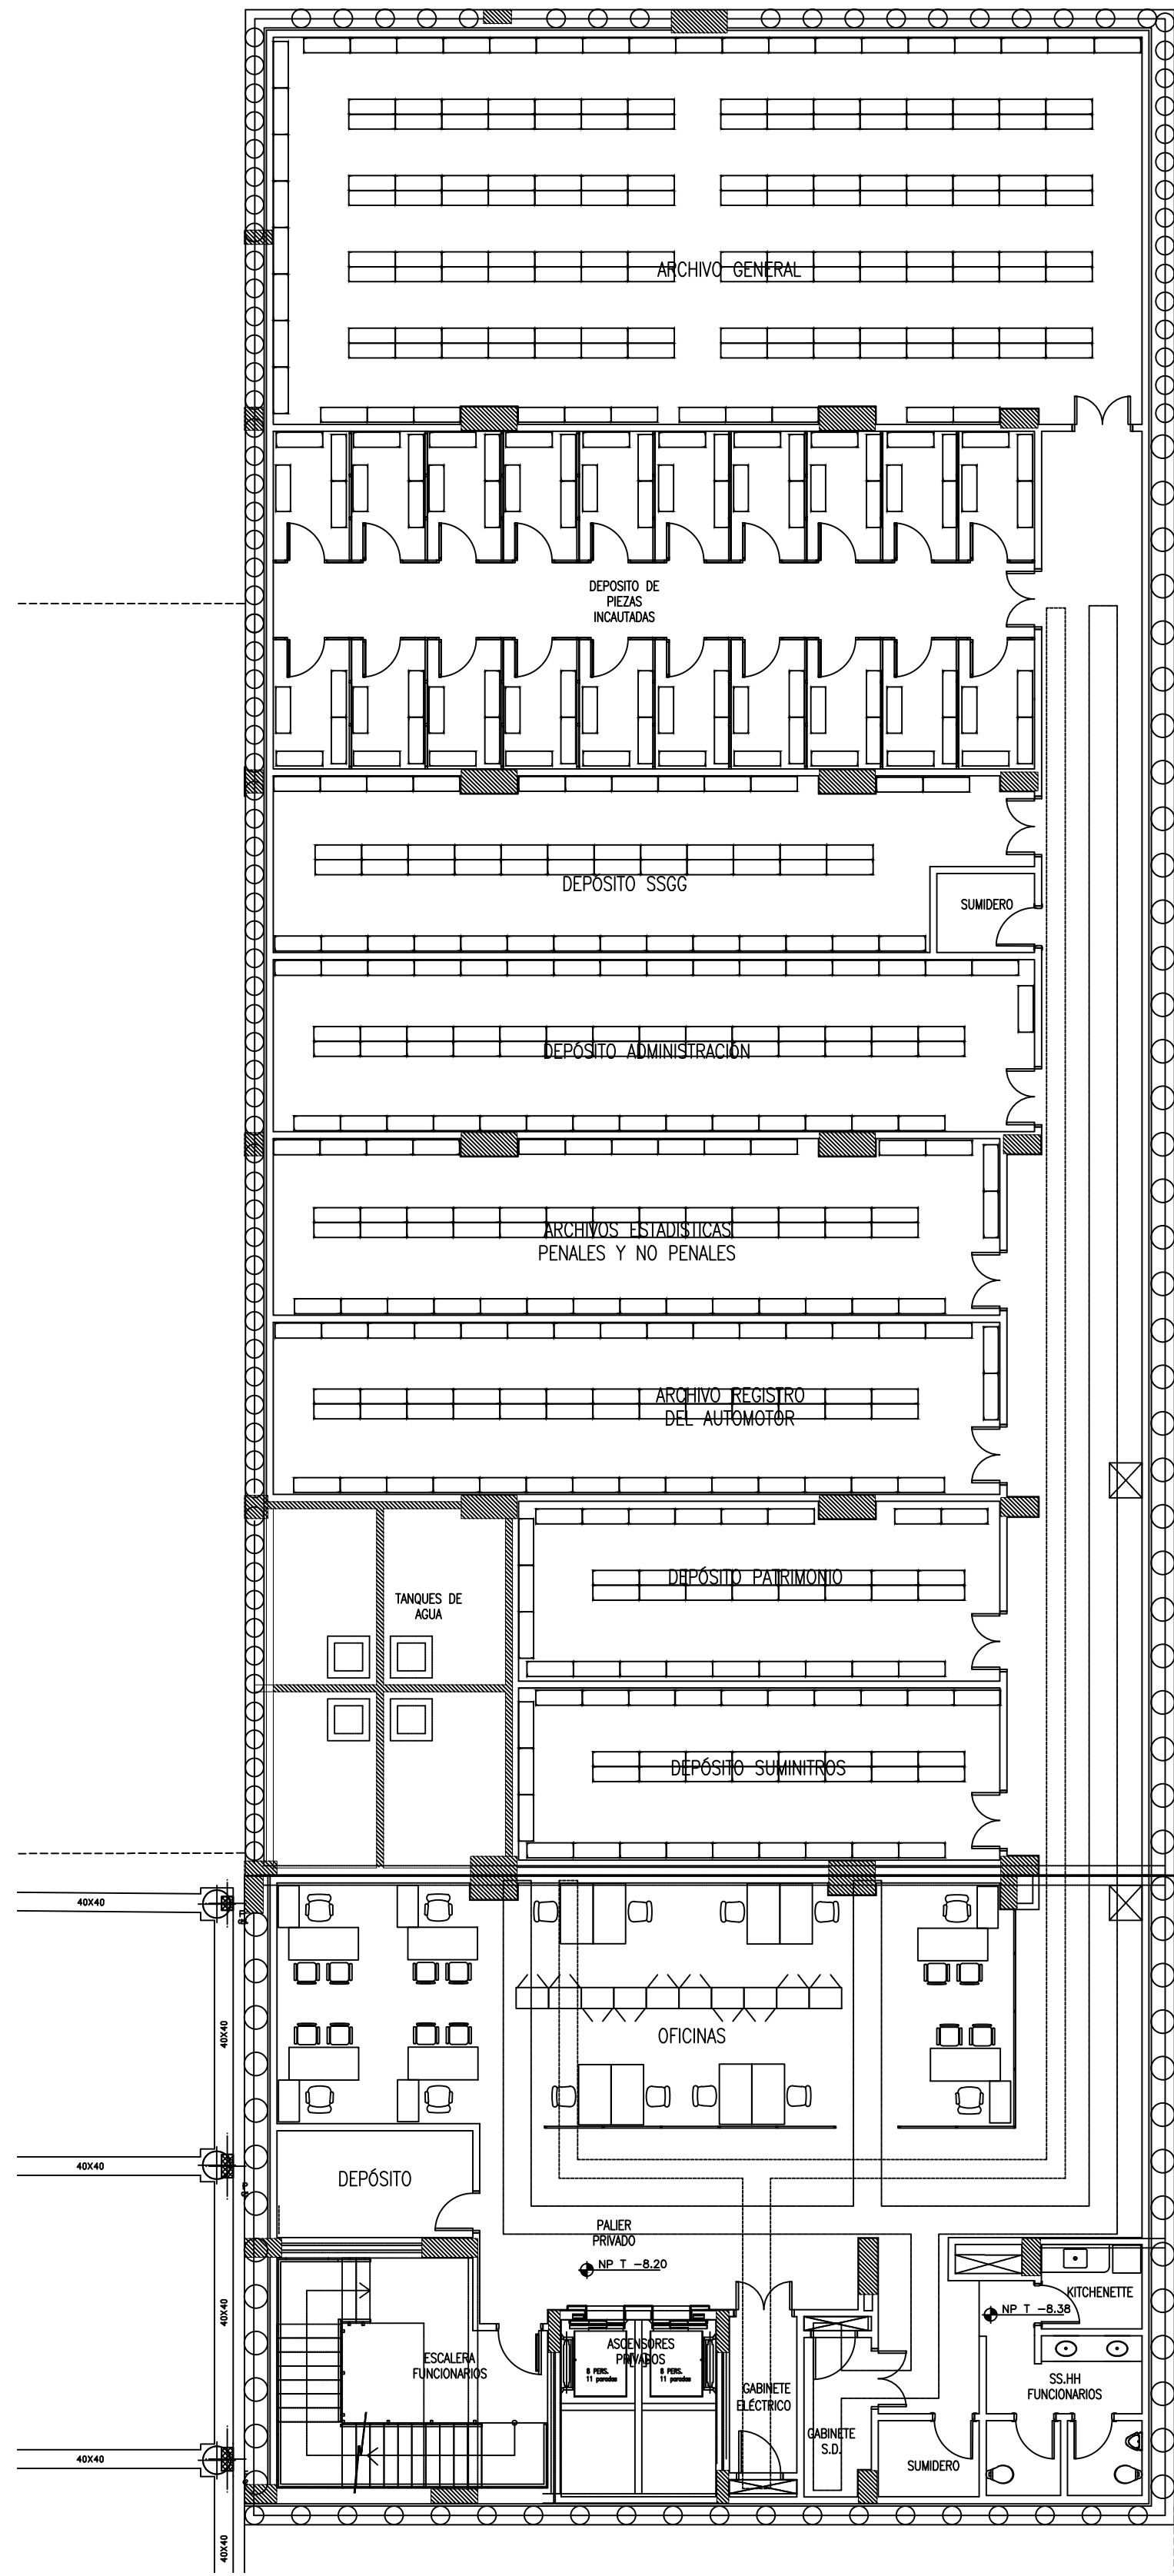 ARCHIVO GENERAL
DEPOSITO DE
PIEZAS
INCAUTADAS
DEPÓSITO SSGG
SUMIDERO
DEPÓSITO ADMINISTRACIÓN
ARCHIVOS ESTADISTICAS
PENALES Y NO PENALES
ARCHIVO REGISTRO
DEL AUTOMOTOR
TANQUES DE
AGUA
DEPÓSITO PATRIMONIO
DEPÓSITO SUMINITROS
40X40
40X40
OFICINAS
40X40
DEPÓSITO
PALIER
PRIVADO
NP T -8.20
KITCHENETTE
NP T -8.38
40X40
ESCALERA
FUNCIONARIOS
ASCENSORES
PRIVADOS
8 PERS.
11 paradas
8 PERS.
11 paradas
GABINETE
ELÉCTRICO
SS.HH
FUNCIONARIOS
GABINETE
S.D.
SUMIDERO
40X40
40X40